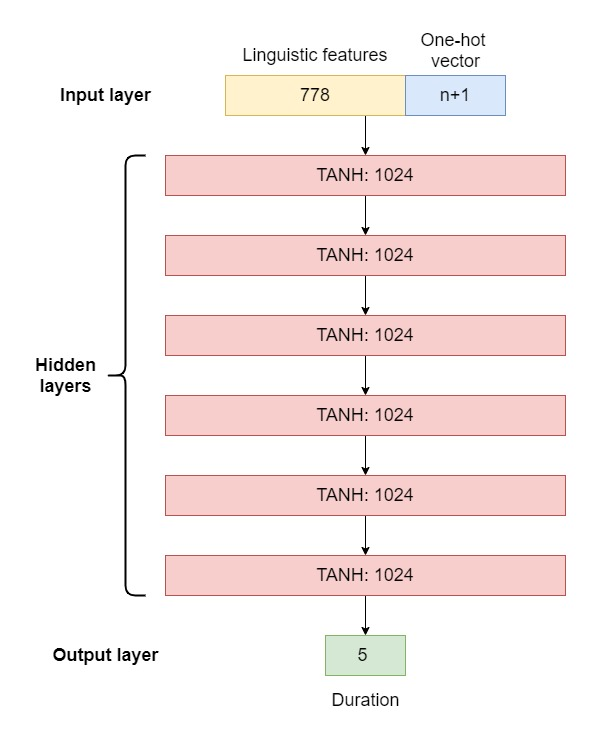 Linguistic features
One-hot
vector
Input layer
778
n+1
TANH: 1024
TANH: 1024
TANH: 1024
Hidden
layers
TANH: 1024
TANH: 1024
TANH: 1024
Output layer
5
Duration